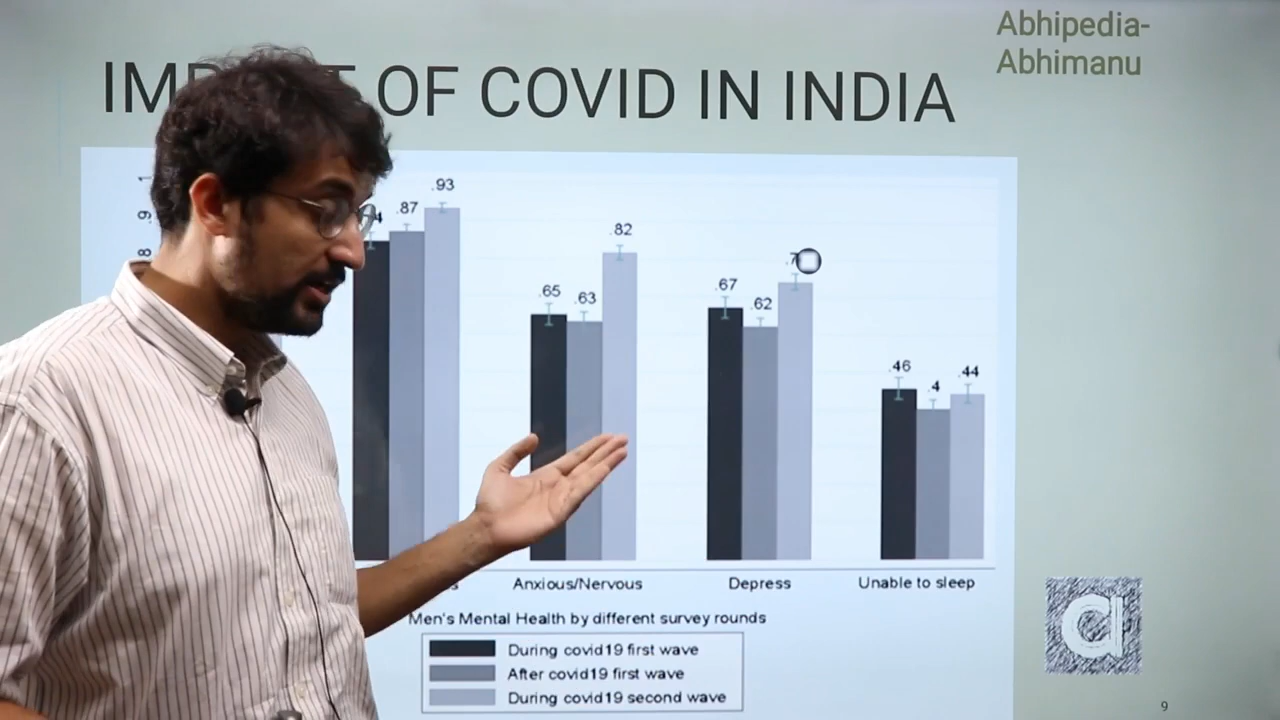 Abhipedia-
Abhimanu
OF COVID IN INDIA
1
.9
.87
.93
.65
.63
.82
.67
.62
.46
.4
.44
Anxious/Nervous
Depress
Unable to sleep
Men's Mental Health by different survey rounds
During covid19 first wave
After covid19 first wave
During covid19 second wave
9